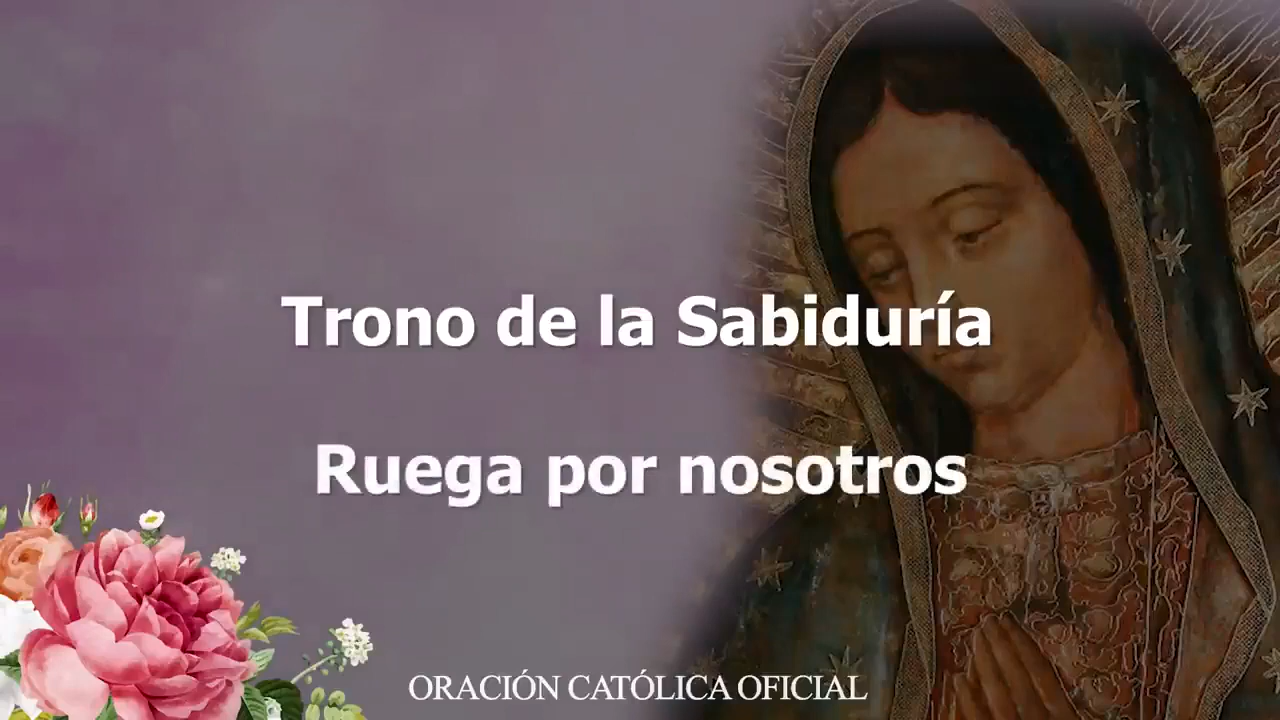 Trono de la Sabiduría
Ruega por nosotros
ORACIÓN CATÓLICA OFICIAL